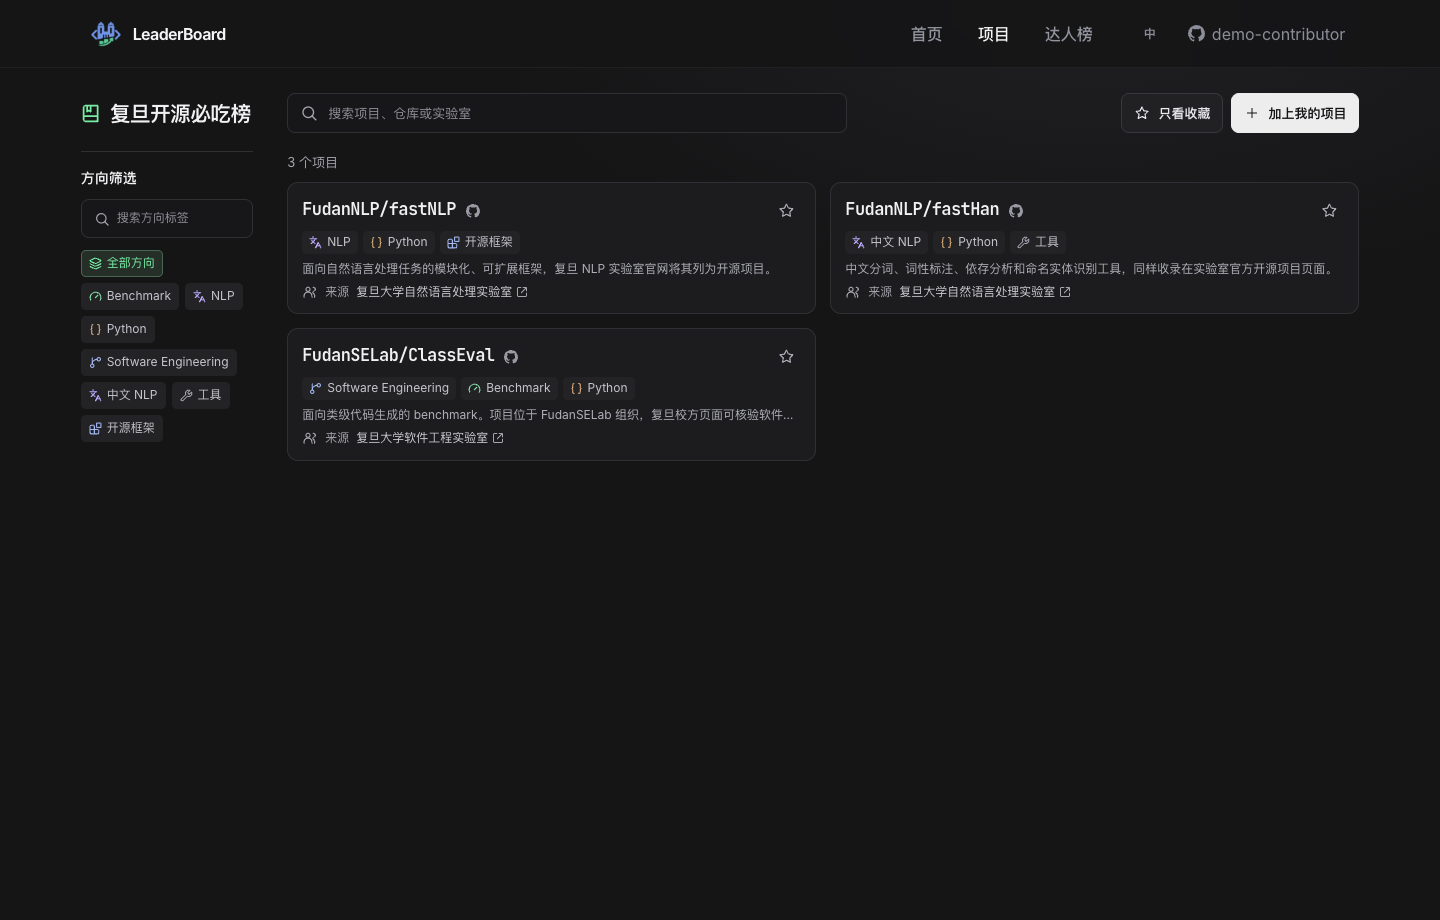 LeaderBoard
首页
项目
达人榜
中
demo-contributor
复旦开源必吃榜
搜索项目、仓库或实验室
只看收藏
加上我的项目
方向筛选
搜索方向标签
全部方向
Benchmark
NLP
Python
Software Engineering
中文 NLP
工具
开源框架
3 个项目
FudanNLP/fastNLP
NLP
Python
开源框架
面向自然语言处理任务的模块化、可扩展框架，复旦 NLP 实验室官网将其列为开源项目。
来源 复旦大学自然语言处理实验室
FudanNLP/fastHan
中文 NLP
Python
工具
中文分词、词性标注、依存分析和命名实体识别工具，同样收录在实验室官方开源项目页面。
来源 复旦大学自然语言处理实验室
FudanSELab/ClassEval
Software Engineering
Benchmark
Python
面向类级代码生成的 benchmark。项目位于 FudanSELab 组织，复旦校方页面可核验软件...
来源 复旦大学软件工程实验室